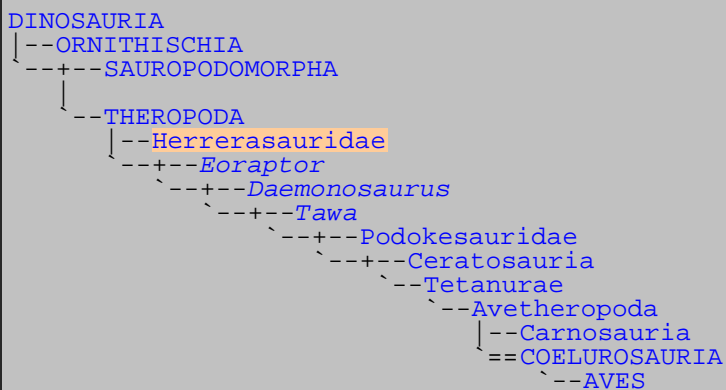 DINOSAURIA
|--ORNITHISCHIA
`--+--SAUROPODOMORPHA
   |
   `--THEROPODA
      |--Herrerasauridae
      `--+--Eoraptor
         `--+--Daemonosaurus
            `--+--Tawa
               `--+--Podokesauridae
                  `--+--Ceratosauria
                     `--Tetanurae
                        `--Avetheropoda
                           |--Carnosauria
                           `==COELUROSAURIA
                              `--AVES